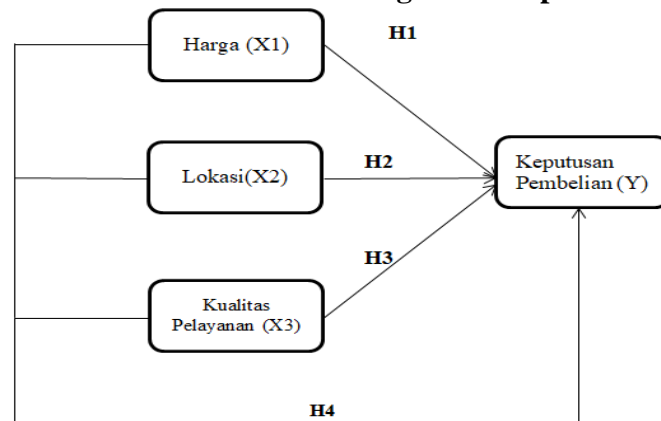 H1
Harga (X1)
H2
Lokasi(X2)
Keputusan
Pembelian (Y)
H3
Kualitas
Pelayanan (X3)
H4